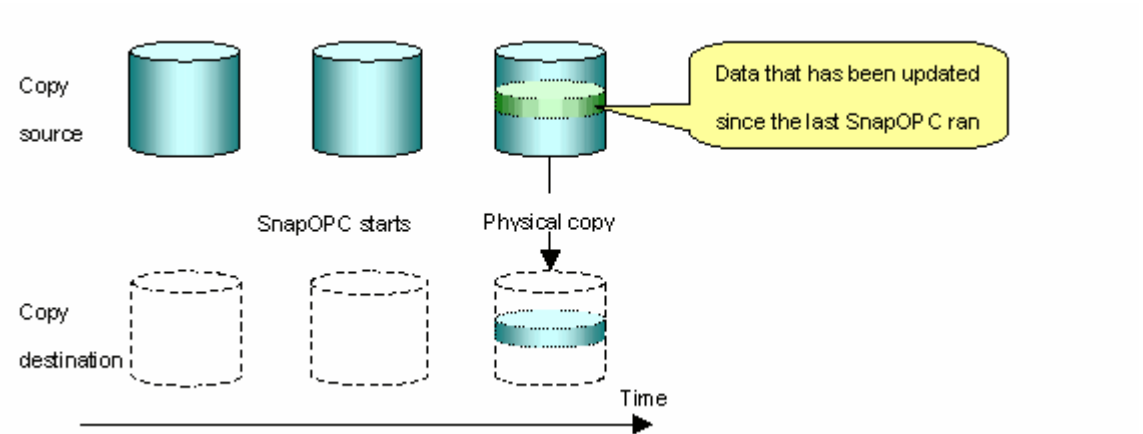 Copy
source
Data that has been updated
since the last SnapOPC ran
SnapOPC starts
Physical copy
Copy
destination
Time